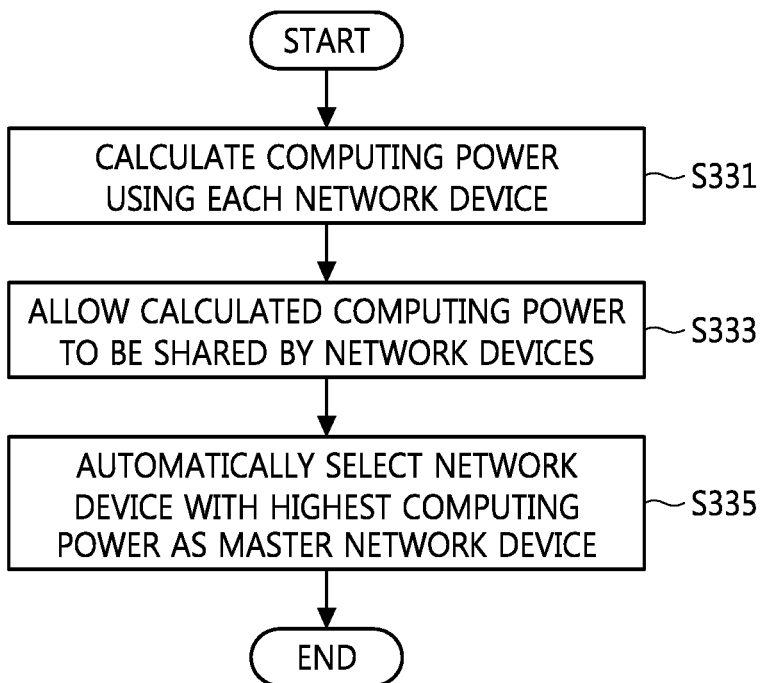 START
CALCULATE COMPUTING POWER
USING EACH NETWORK DEVICE
S331
ALLOW CALCULATED COMPUTING POWER
TO BE SHARED BY NETWORK DEVICES
S333
AUTOMATICALLY SELECT NETWORK
DEVICE WITH HIGHEST COMPUTING
POWER AS MASTER NETWORK DEVICE
S335
END